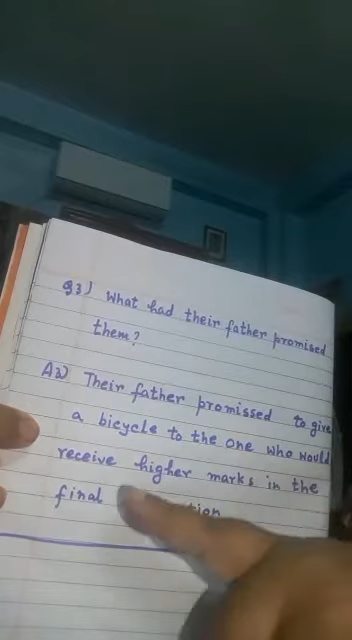 Q3) What had their father promised
them?
A3) Their father promissed to give
a bicycle to the one who would
receive higher marks in the
final